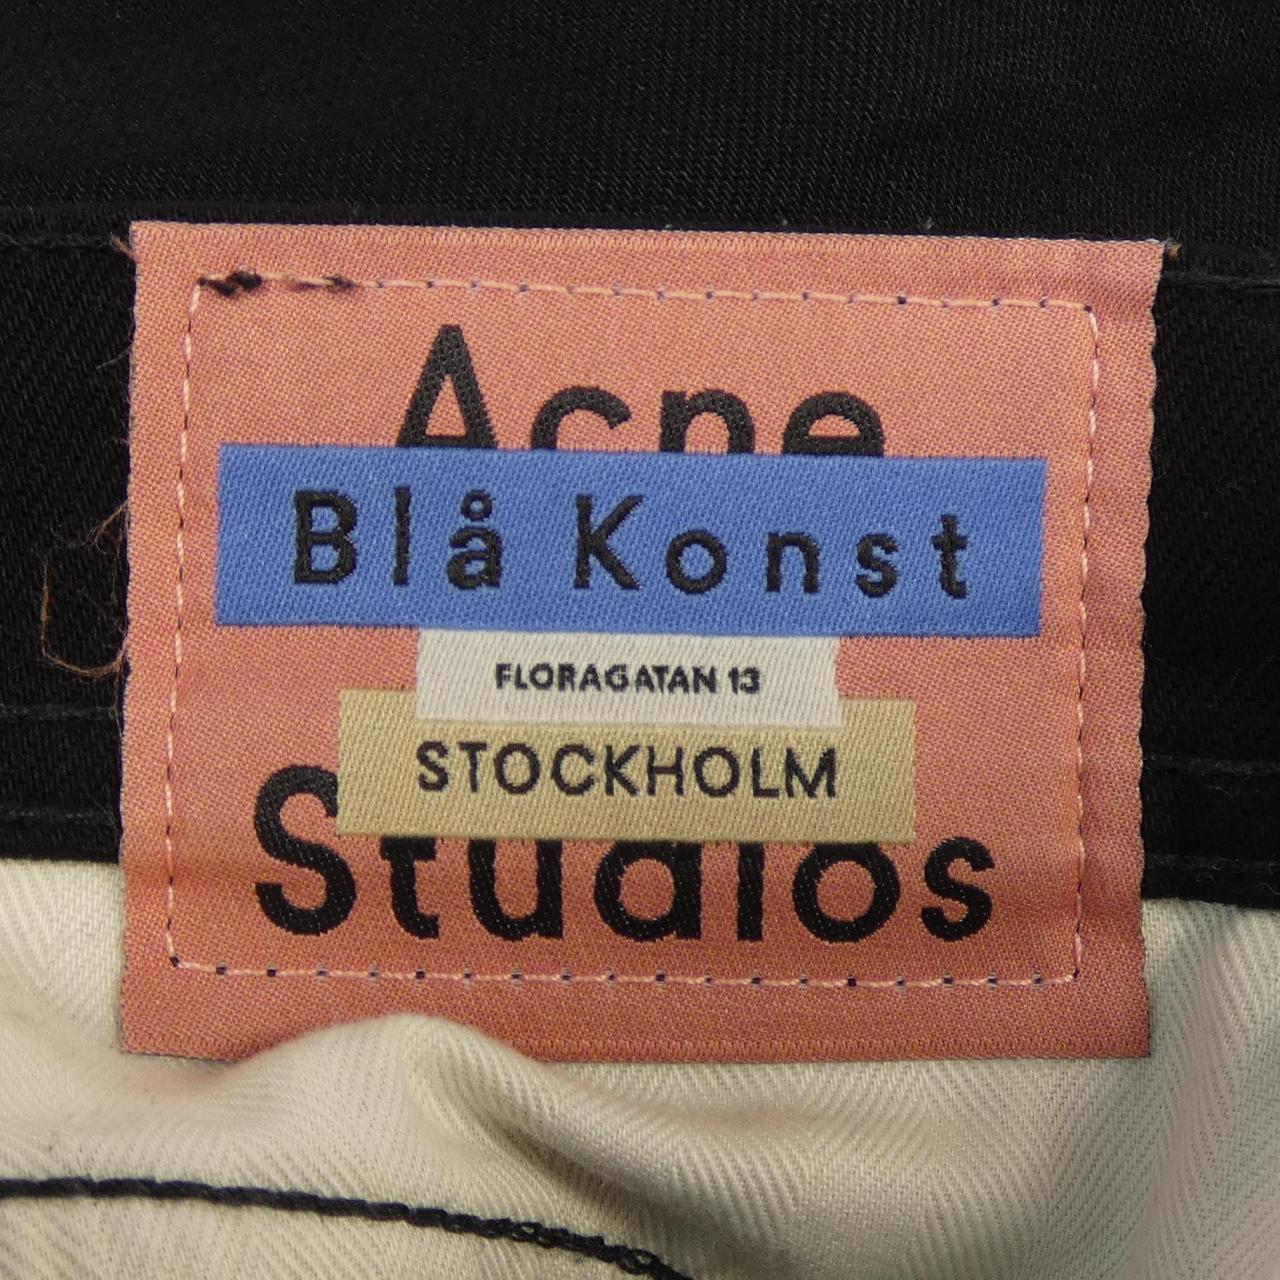 Acne
Blå Konst
FLORAGATAN 13
STOCKHOLM
Studios